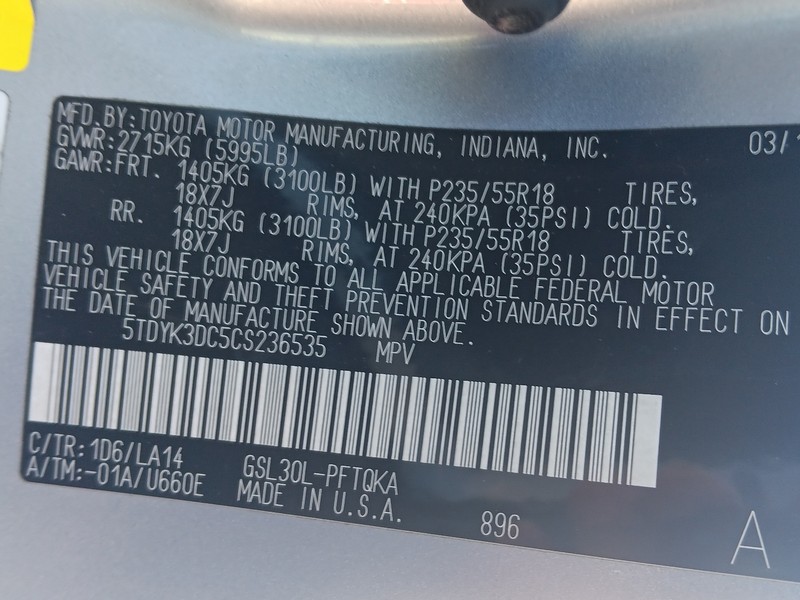 MFD.BY:TOYOTA MOTOR MANUFACTURING, INDIANA, INC. 03/1
GVWR:2715KG (5995LB)
GAWR:FRT. 1405KG (3100LB) WITH P235/55R18 TIRES,
18X7J RIMS, AT 240KPA (35PSI) COLD.
RR. 1405KG (3100LB) WITH P235/55R18 TIRES,
18X7J RIMS, AT 240KPA (35PSI) COLD.
THIS VEHICLE CONFORMS TO ALL APPLICABLE FEDERAL MOTOR
VEHICLE SAFETY AND THEFT PREVENTION STANDARDS IN EFFECT ON
THE DATE OF MANUFACTURE SHOWN ABOVE.
5TDYK3DC5CS236535 MPV
C/TR:1D6/LA14 GSL30L-PFTQKA
A/TM:-01A/U660E MADE IN U.S.A. 896 A